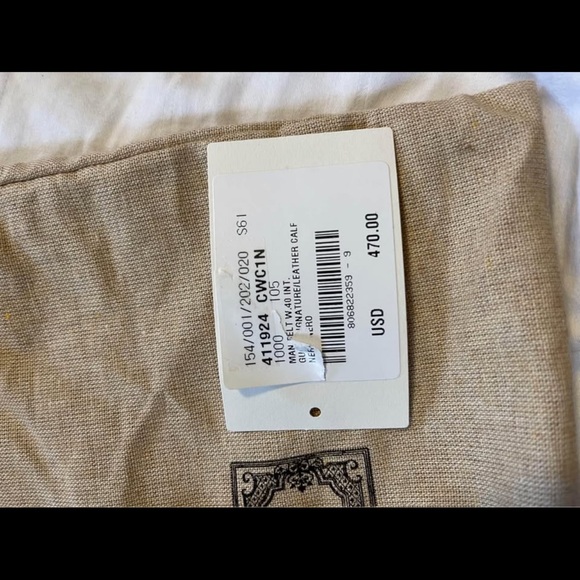 154/001/202/020 S61
411924 CWC1N
1000 105
MAN BELT W.40 INT.
SIGNATURE/LEATHER CALF
806822359 - 9
USD 470.00